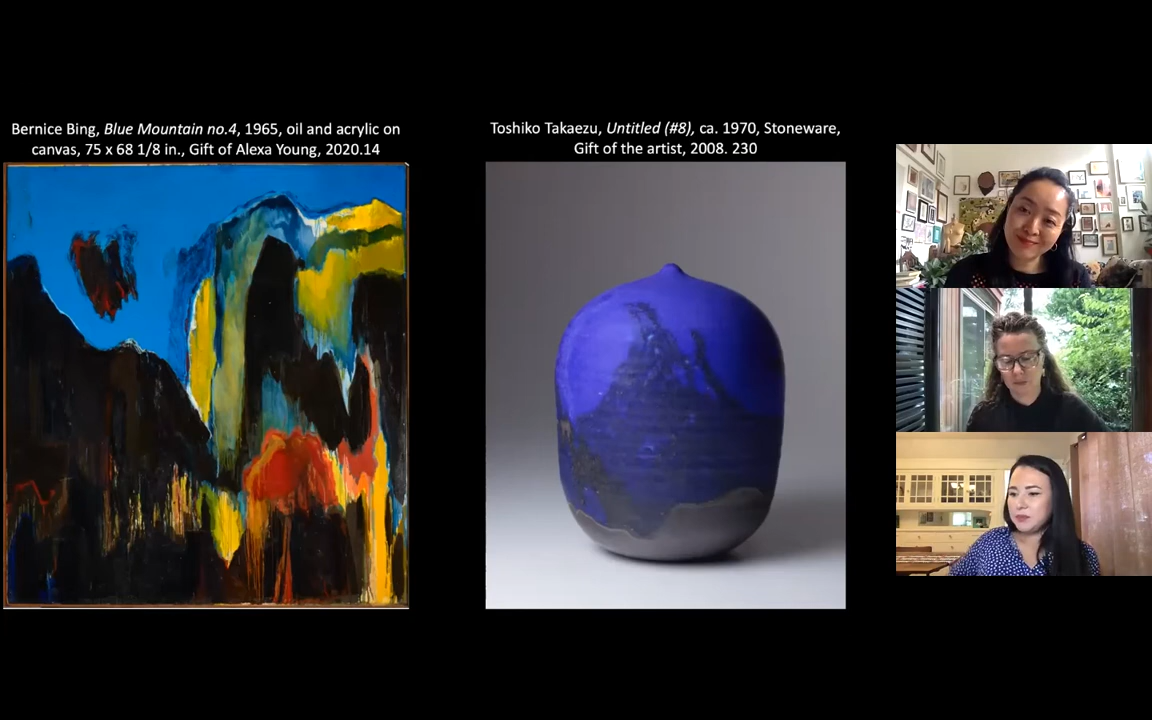 Bernice Bing, Blue Mountain no.4, 1965, oil and acrylic on
canvas, 75 x 68 1/8 in., Gift of Alexa Young, 2020.14
Toshiko Takaezu, Untitled (#8), ca. 1970, Stoneware,
Gift of the artist, 2008. 230